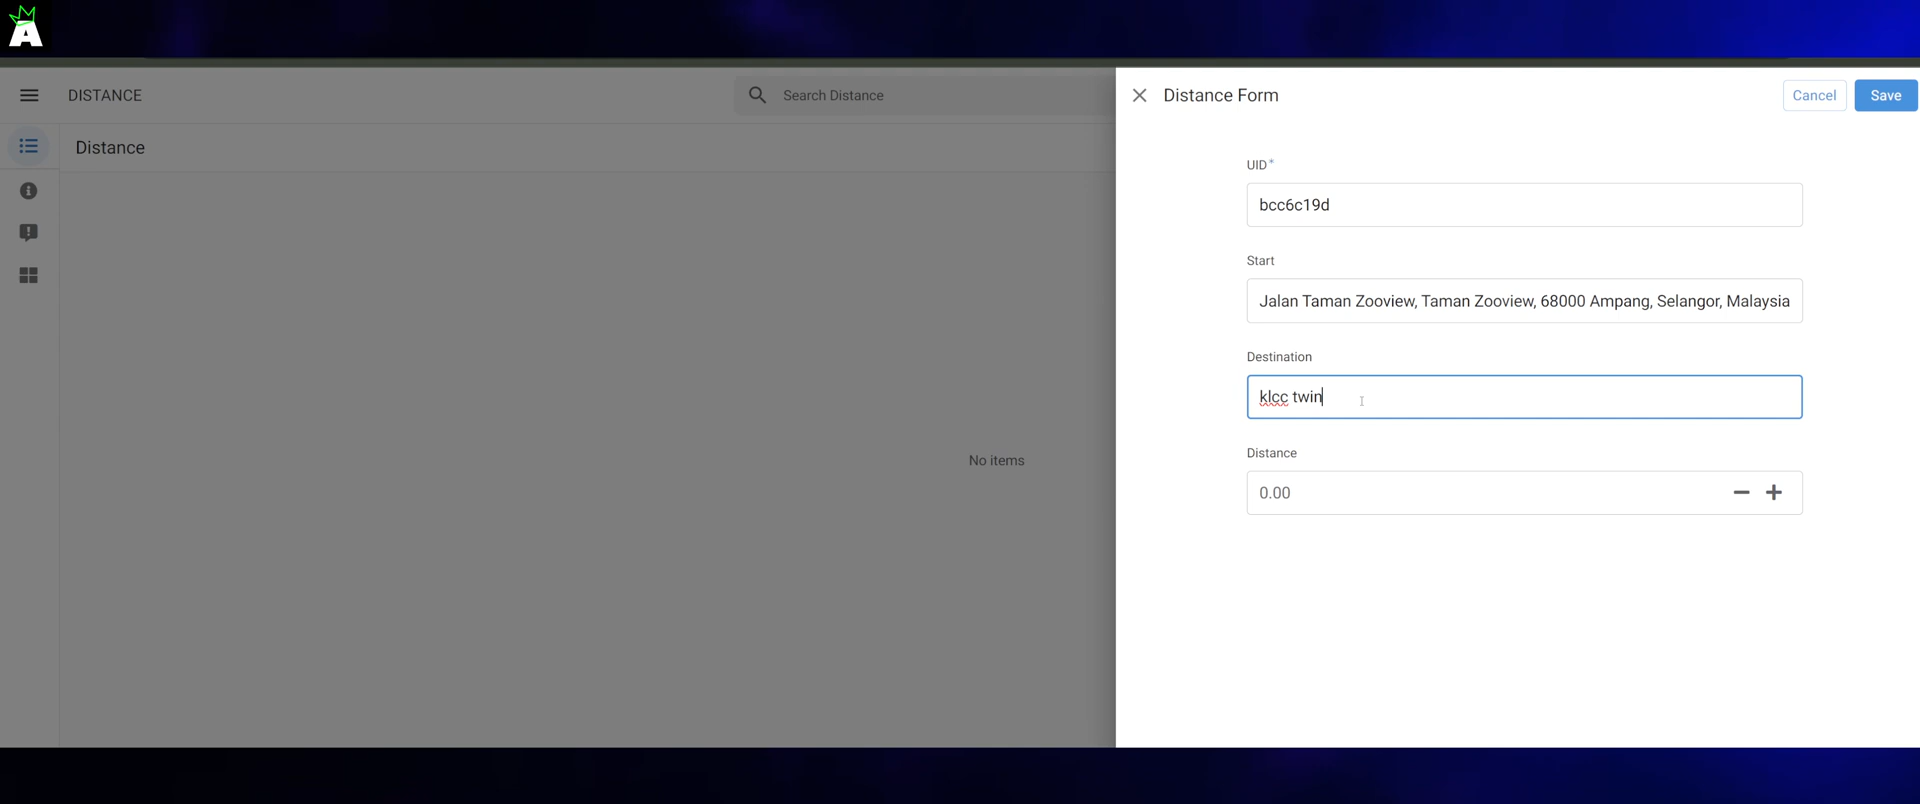 A
DISTANCE
Search Distance
Distance
No items
Distance Form
Cancel
Save
UID*
bcc6c19d
Start
Jalan Taman Zooview, Taman Zooview, 68000 Ampang, Selangor, Malaysia
Destination
klcc twin
Distance
0.00